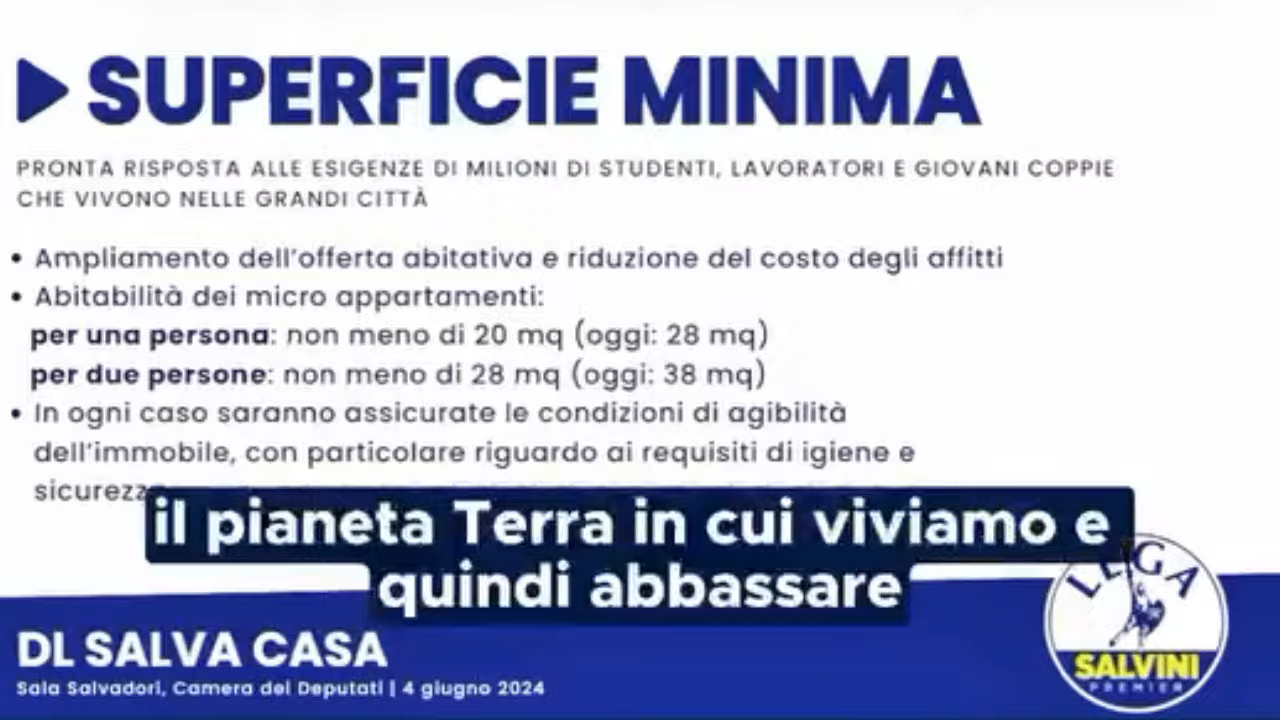 SUPERFICIE MINIMA
PRONTA RISPOSTA ALLE ESIGENZE DI MILIONI DI STUDENTI, LAVORATORI E GIOVANI COPPIE
CHE VIVONO NELLE GRANDI CITTÀ
• Ampliamento dell'offerta abitativa e riduzione del costo degli affitti
• Abitabilità dei micro appartamenti:
per una persona: non meno di 20 mq (oggi: 28 mq)
per due persone: non meno di 28 mq (oggi: 38 mq)
• In ogni caso saranno assicurate le condizioni di agibilità
dell'immobile, con particolare riguardo ai requisiti di igiene e
sicurezza
il pianeta Terra in cui viviamo e
quindi abbassare
DL SALVA CASA
Sala Salvadori, Camera dei Deputati | 4 giugno 2024
LEGA
SALVINI
PREMIER